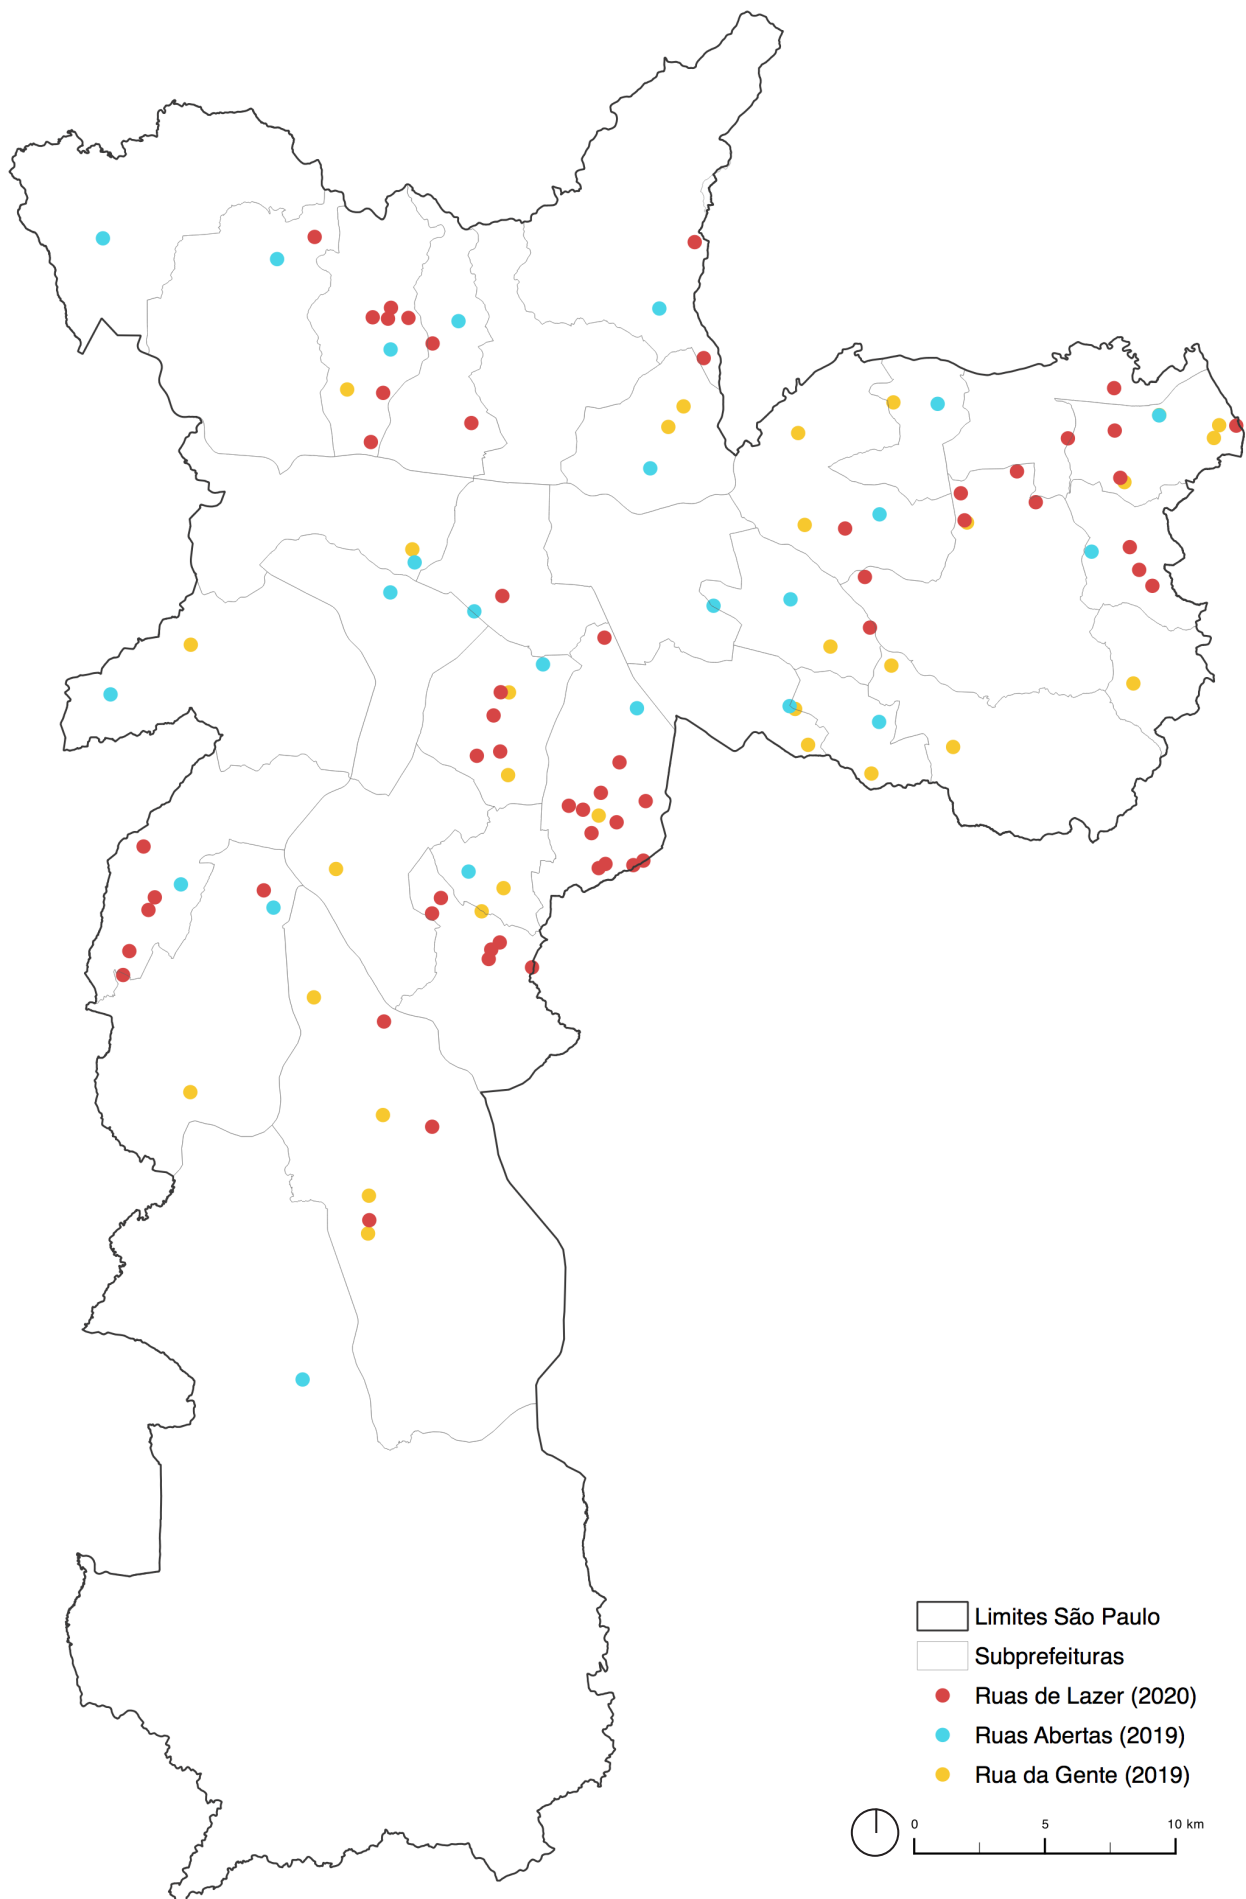 Limites São Paulo
Subprefeituras
Ruas de Lazer (2020)
Ruas Abertas (2019)
Rua da Gente (2019)
0 5 10 km